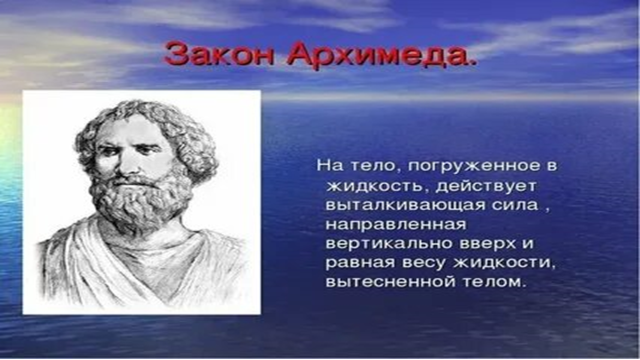 Закон Архимеда.
На тело, погруженное в
жидкость, действует
выталкивающая сила ,
направленная
вертикально вверх и
равная весу жидкости,
вытесненной телом.